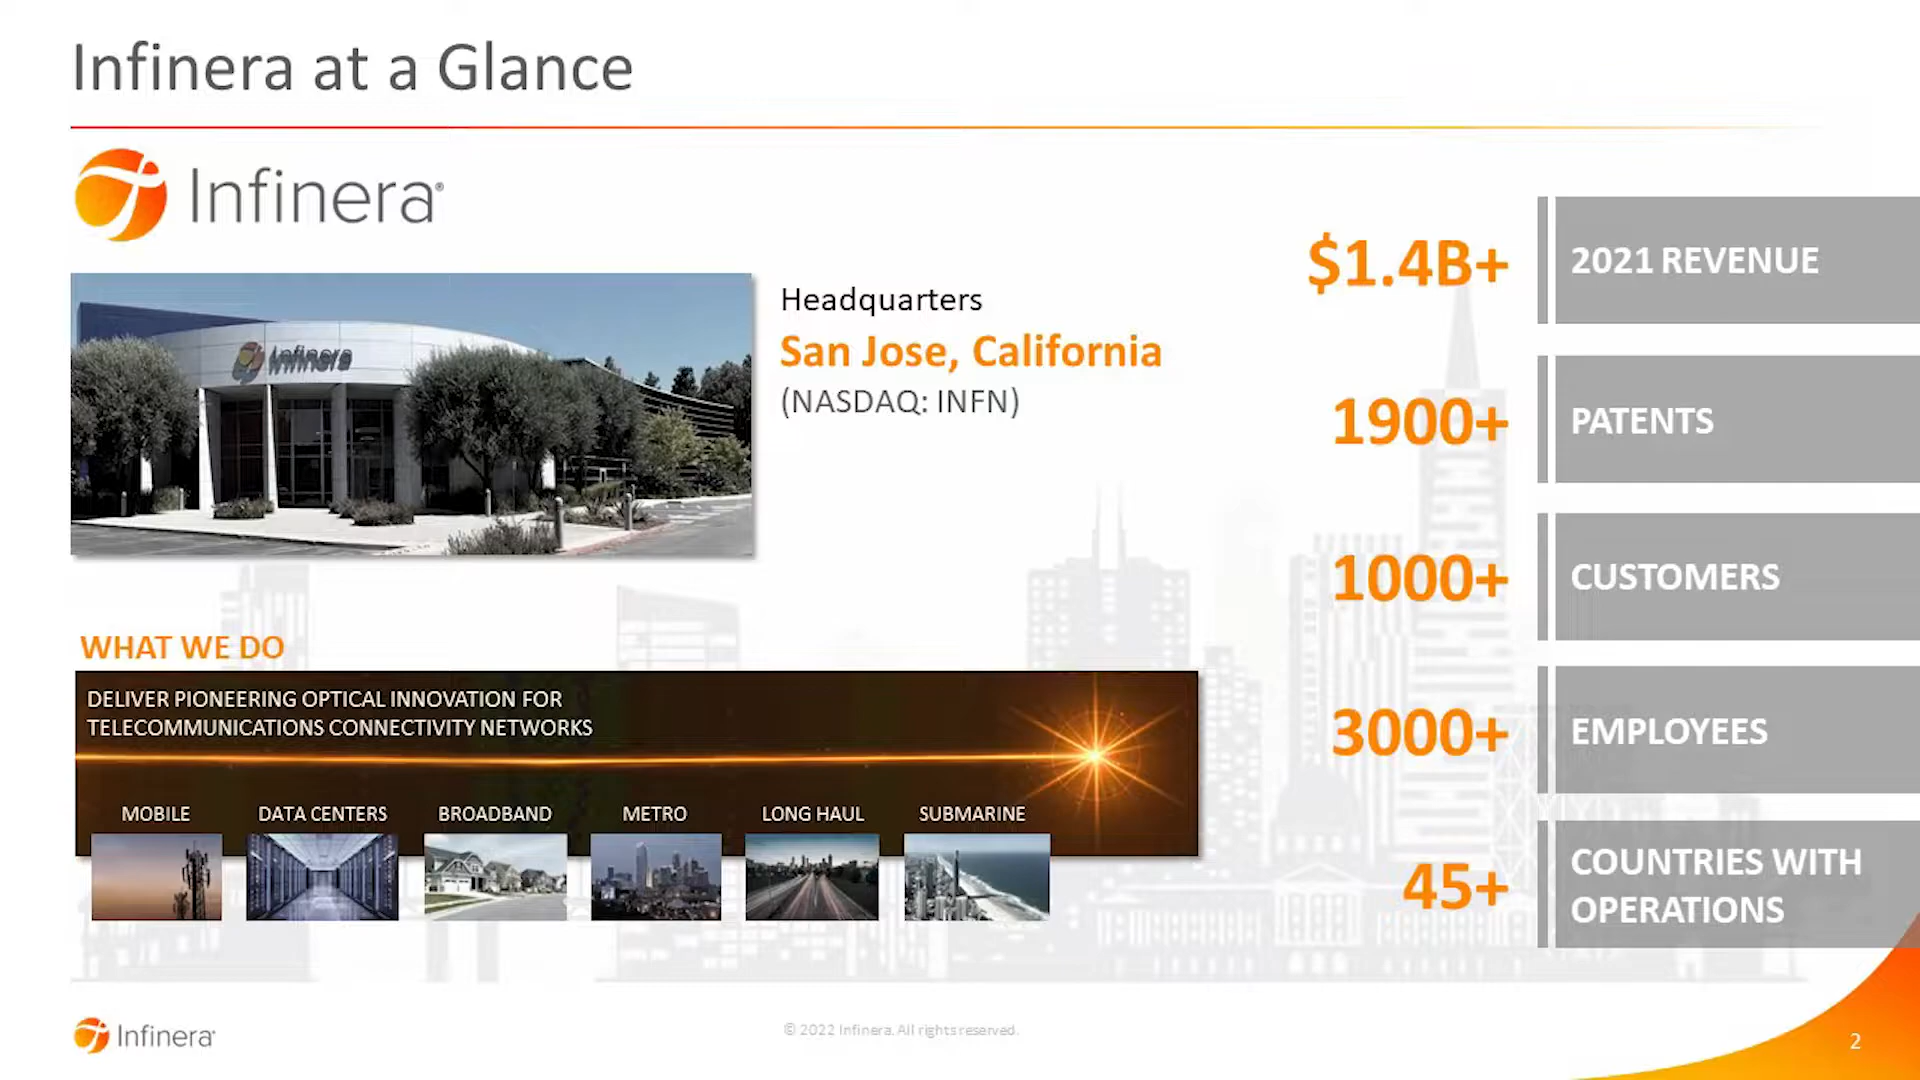 Infinera at a Glance
Infinera®
Infinera
Headquarters
San Jose, California
(NASDAQ: INFN)
$1.4B+
2021 REVENUE
1900+
PATENTS
1000+
CUSTOMERS
3000+
EMPLOYEES
45+
COUNTRIES WITH
OPERATIONS
WHAT WE DO
DELIVER PIONEERING OPTICAL INNOVATION FOR
TELECOMMUNICATIONS CONNECTIVITY NETWORKS
MOBILE
DATA CENTERS
BROADBAND
METRO
LONG HAUL
SUBMARINE
Infinera
© 2022 Infinera. All rights reserved.
2